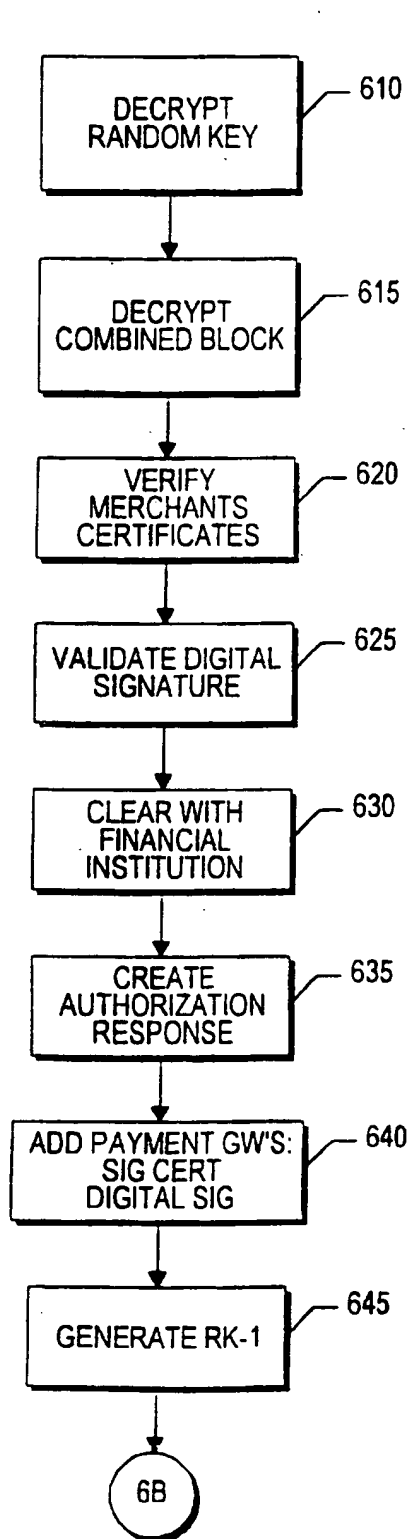 DECRYPT
RANDOM KEY
610
DECRYPT
COMBINED BLOCK
615
VERIFY
MERCHANTS
CERTIFICATES
620
VALIDATE DIGITAL
SIGNATURE
625
CLEAR WITH
FINANCIAL
INSTITUTION
630
CREATE
AUTHORIZATION
RESPONSE
635
ADD PAYMENT GW'S:
SIG CERT
DIGITAL SIG
640
GENERATE RK-1
645
6B